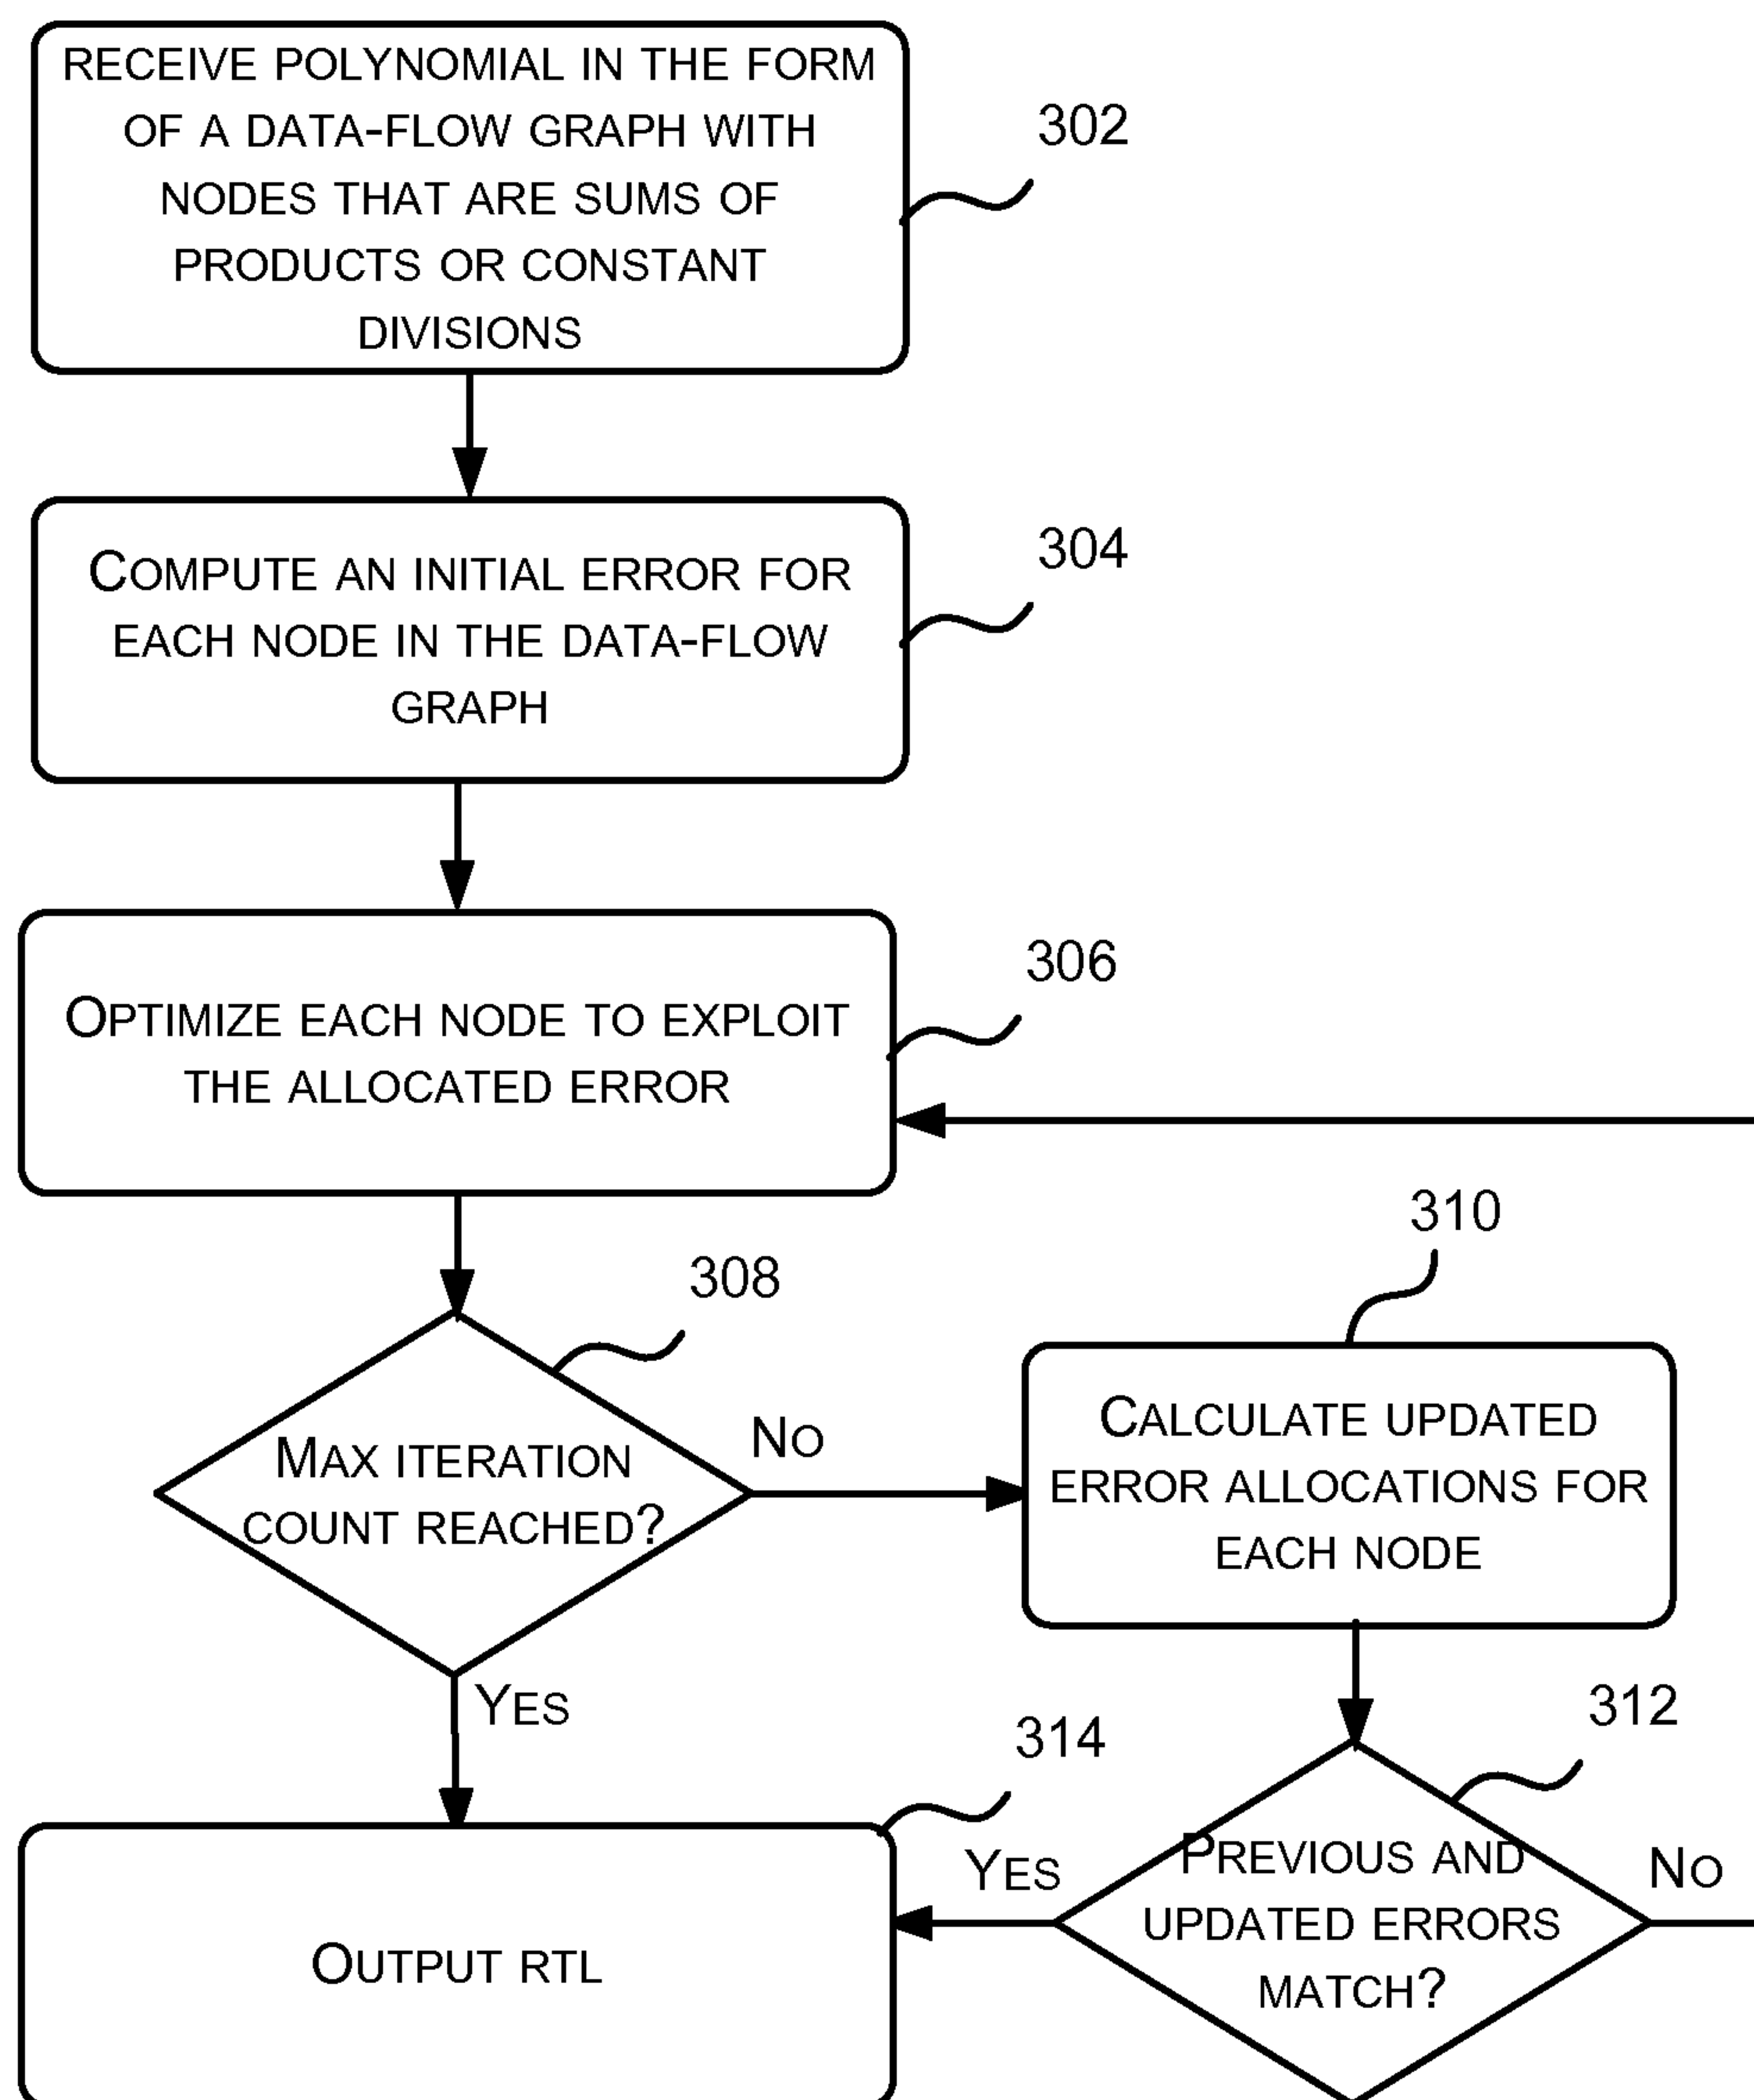 RECEIVE POLYNOMIAL IN THE FORM
OF A DATA-FLOW GRAPH WITH
NODES THAT ARE SUMS OF
PRODUCTS OR CONSTANT
DIVISIONS
302
COMPUTE AN INITIAL ERROR FOR
EACH NODE IN THE DATA-FLOW
GRAPH
304
OPTIMIZE EACH NODE TO EXPLOIT
THE ALLOCATED ERROR
306
MAX ITERATION
COUNT REACHED?
308
NO
YES
310
CALCULATE UPDATED
ERROR ALLOCATIONS FOR
EACH NODE
312
PREVIOUS AND
UPDATED ERRORS
MATCH?
YES
NO
314
OUTPUT RTL